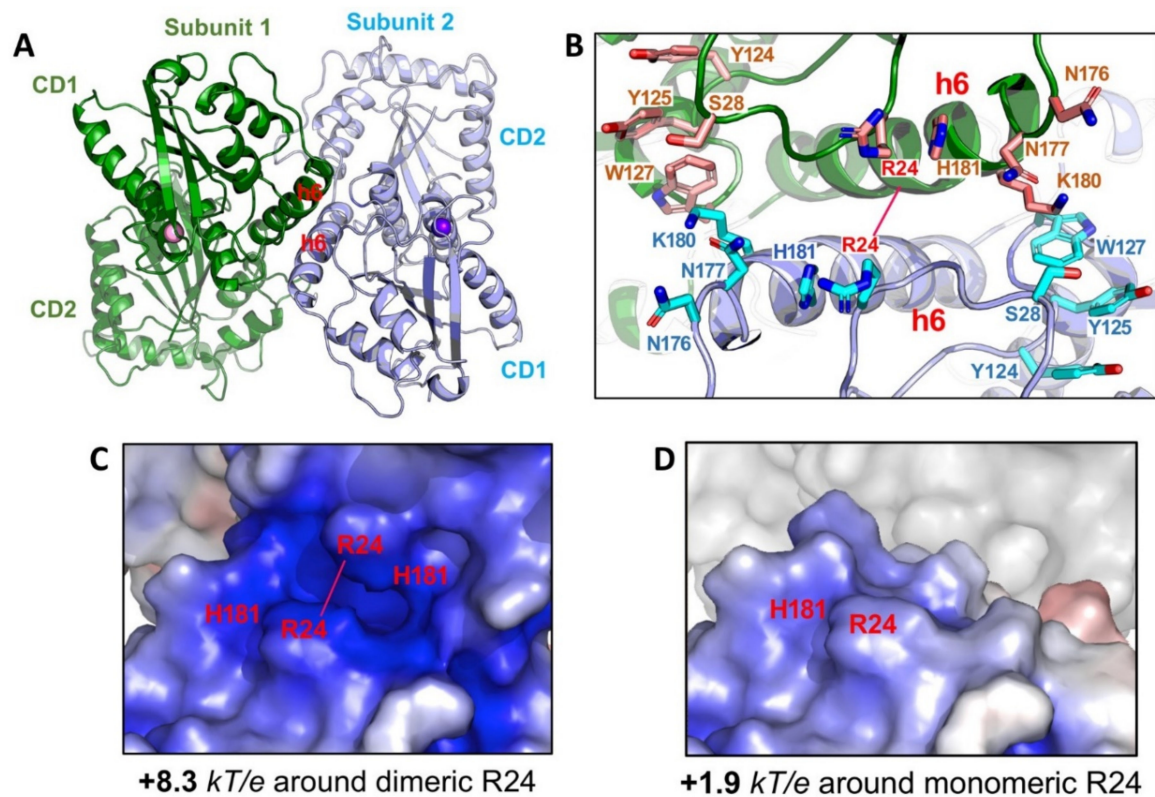 A
Subunit 1
Subunit 2
CD1
CD2
h6
h6
CD2
CD1
B
Y124
Y125
S28
W127
h6
N176
R24
H181
N177
K180
K180
H181
R24
W127
N177
N176
h6
S28
Y125
Y124
C
R24
H181
H181
R24
+8.3 kT/e around dimeric R24
D
H181
R24
+1.9 kT/e around monomeric R24